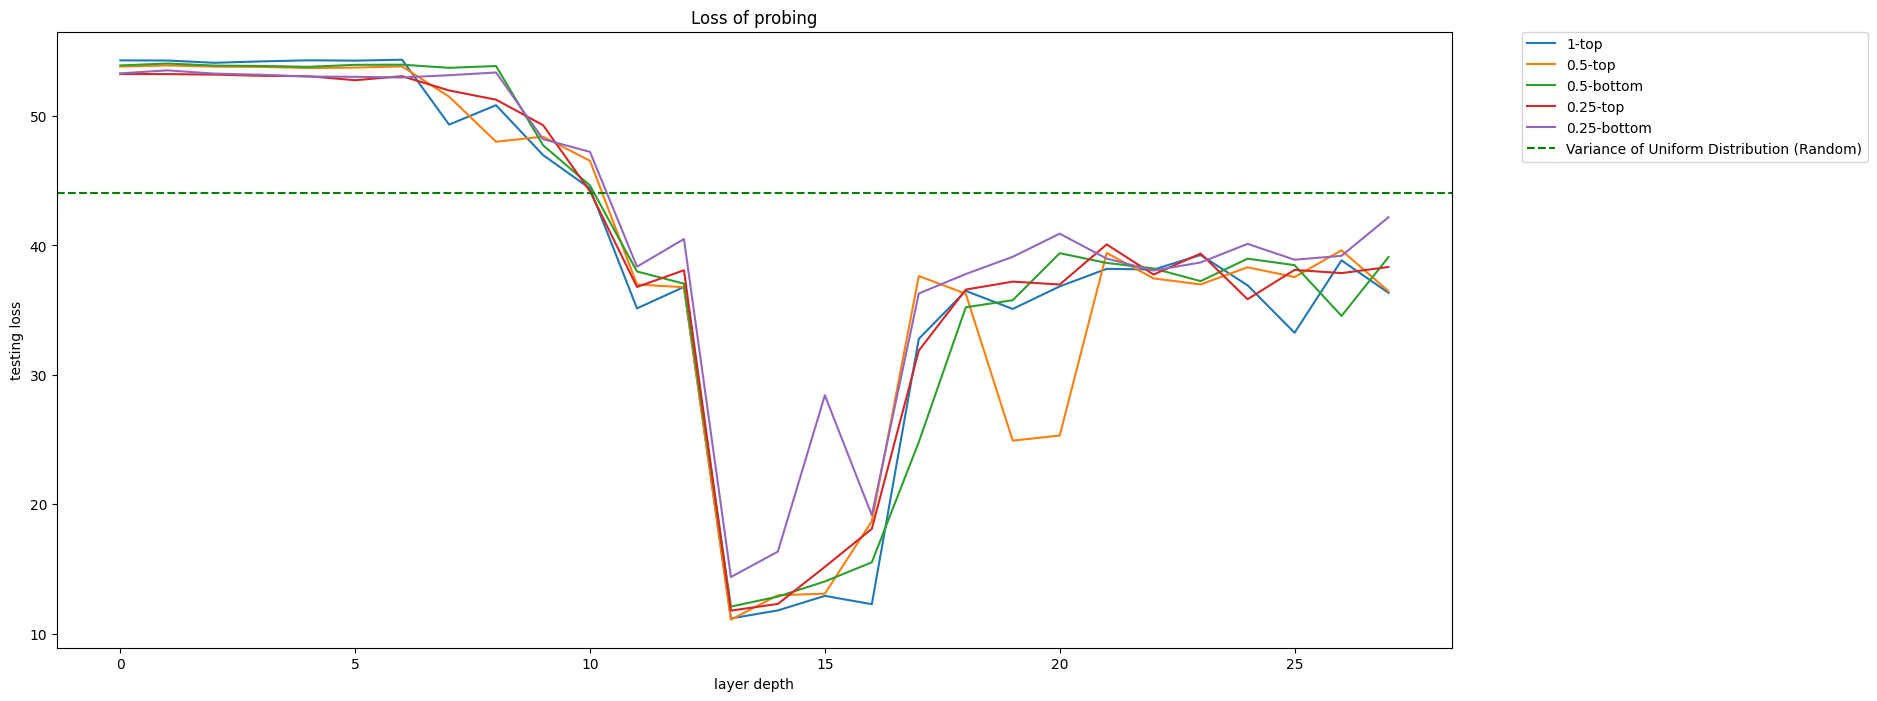 Loss of probing
testing loss
50
40
30
20
10
0
5
10
15
20
25
layer depth
1-top
0.5-top
0.5-bottom
0.25-top
0.25-bottom
Variance of Uniform Distribution (Random)